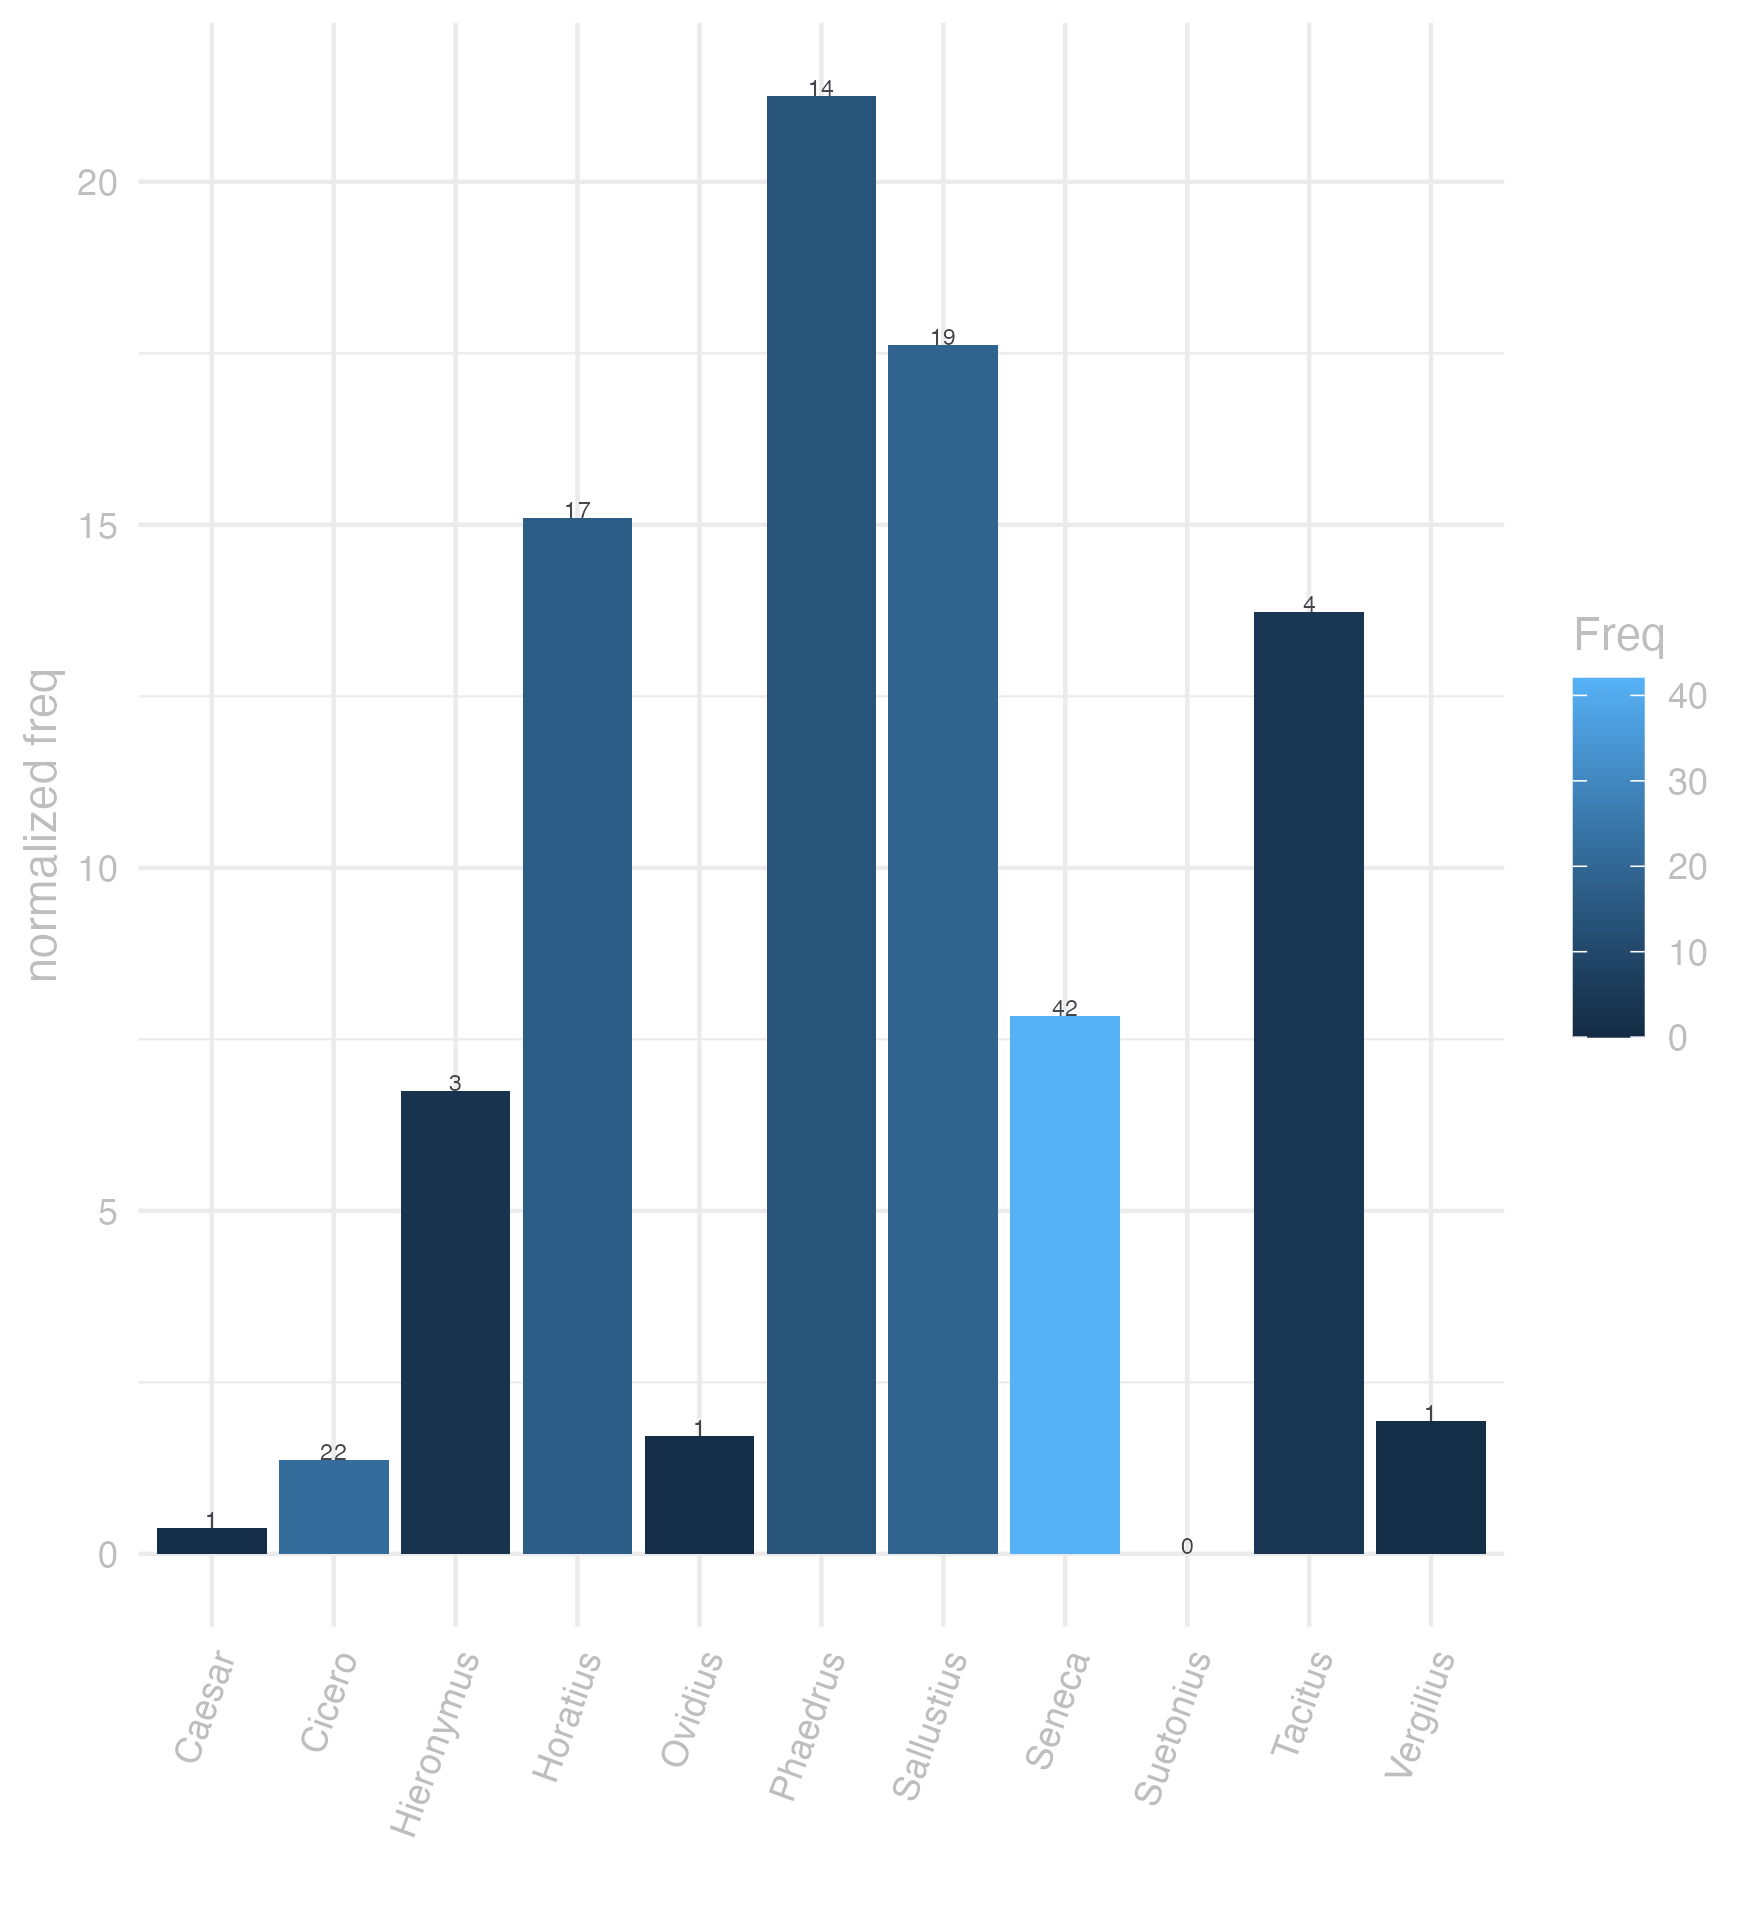 14
20
19
17
15
4
Freq
40
30
20
10
0
normalized freq
10
42
3
5
1
1
22
1
0
0
Caesar
Cicero
Hieronymus
Horatius
Ovidius
Phaedrus
Sallustius
Seneca
Suetonius
Tacitus
Vergilius